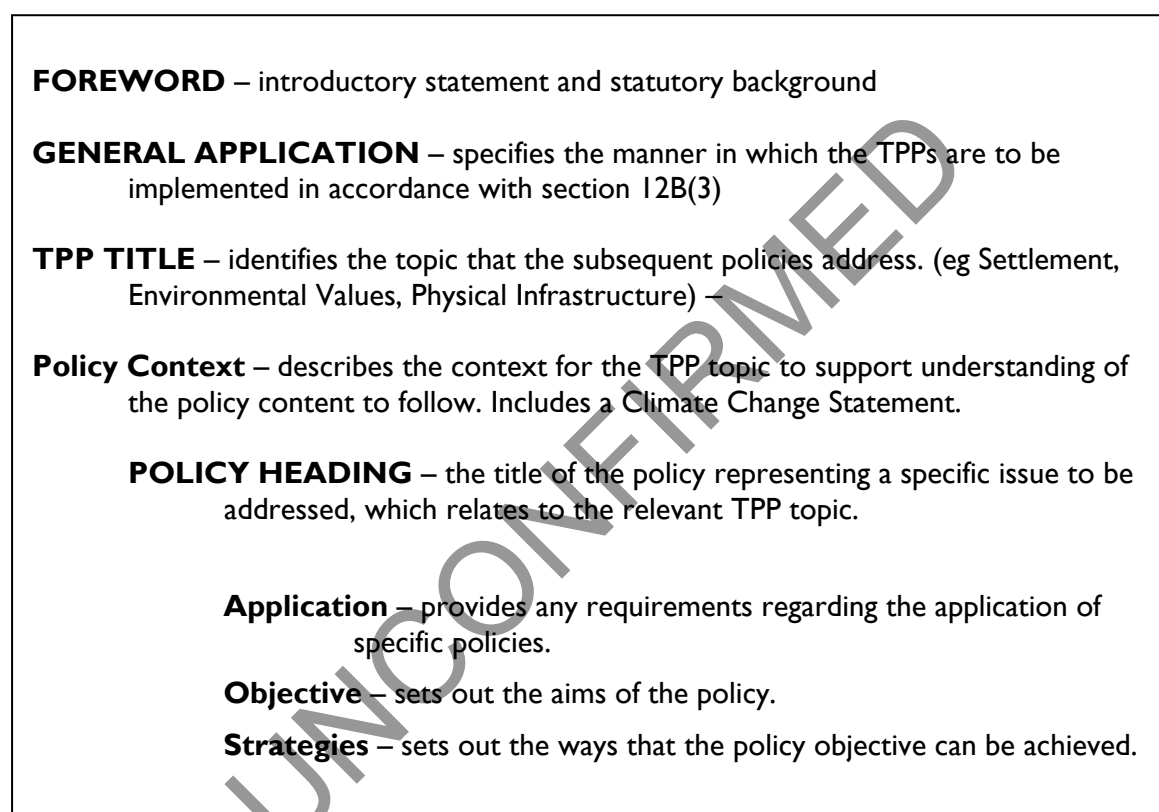 FOREWORD – introductory statement and statutory background
GENERAL APPLICATION – specifies the manner in which the TPPs are to be
implemented in accordance with section 12B(3)
TPP TITLE – identifies the topic that the subsequent policies address. (eg Settlement,
Environmental Values, Physical Infrastructure) –
Policy Context – describes the context for the TPP topic to support understanding of
the policy content to follow. Includes a Climate Change Statement.
POLICY HEADING – the title of the policy representing a specific issue to be
addressed, which relates to the relevant TPP topic.
Application – provides any requirements regarding the application of
specific policies.
Objective – sets out the aims of the policy.
Strategies – sets out the ways that the policy objective can be achieved.
UNCONFIRMED